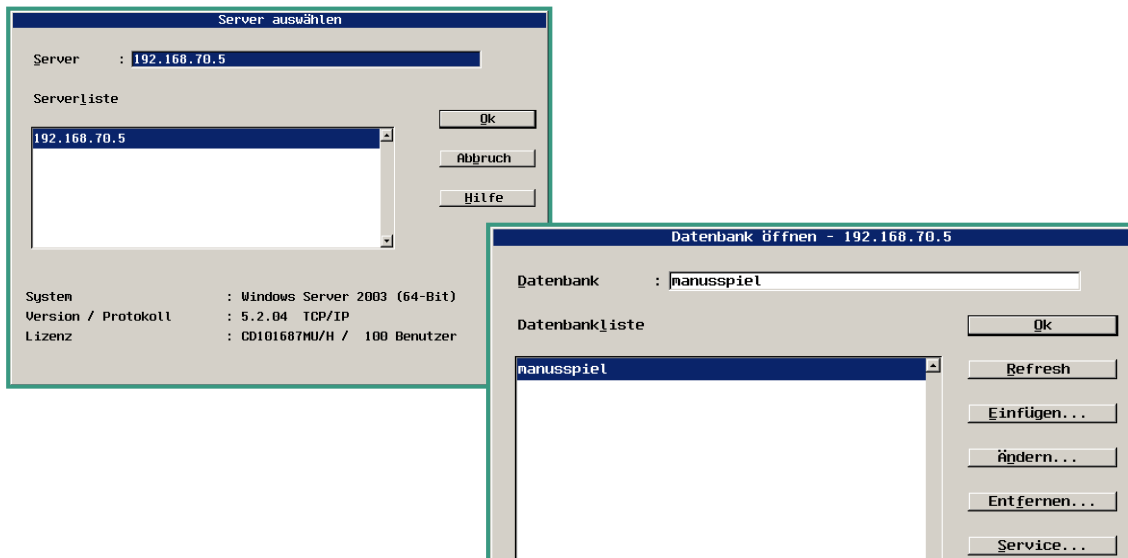 Server auswählen
Server : 192.168.70.5
Serverliste
192.168.70.5
Ok
Abbruch
Hilfe
System : Windows Server 2003 (64-Bit)
Version / Protokoll : 5.2.04 TCP/IP
Lizenz : CD101687MU/H / 100 Benutzer
Datenbank öffnen - 192.168.70.5
Datenbank : manusspiel
Datenbankliste
manusspiel
Ok
Refresh
Einfügen...
Ändern...
Entfernen...
Service...